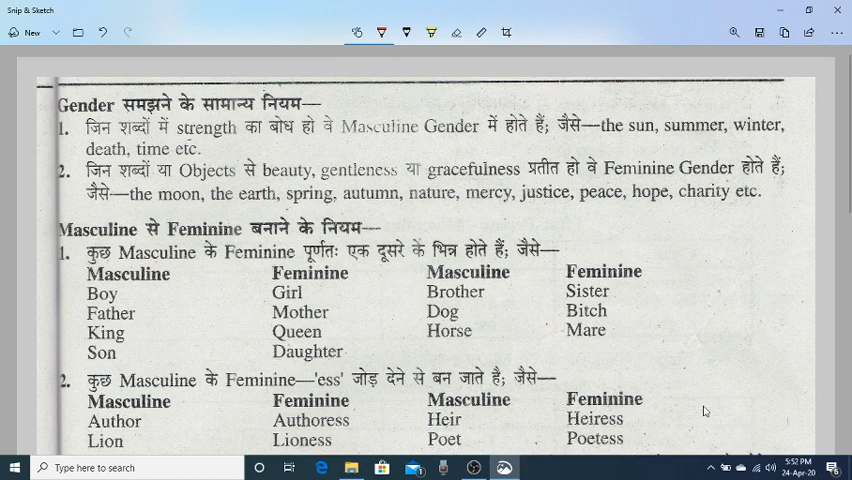 Snip & Sketch
New
Gender समझने के सामान्य नियम—
1. जिन शब्दों में strength का बोध हो वे Masculine Gender में होते हैं; जैसे—the sun, summer, winter,
death, time etc.
2. जिन शब्दों या Objects से beauty, gentleness या gracefulness प्रतीत हो वे Feminine Gender होते हैं;
जैसे—the moon, the earth, spring, autumn, nature, mercy, justice, peace, hope, charity etc.
Masculine से Feminine बनाने के नियम—
1. कुछ Masculine के Feminine पूर्णतः एक दूसरे के भिन्न होते हैं; जैसे—
Masculine Feminine Masculine Feminine
Boy Girl Brother Sister
Father Mother Dog Bitch
King Queen Horse Mare
Son Daughter
2. कुछ Masculine के Feminine—'ess' जोड़ देने से बन जाते है; जैसे—
Masculine Feminine Masculine Feminine
Author Authoress Heir Heiress
Lion Lioness Poet Poetess
Type here to search
5:52 PM
24-Apr-20